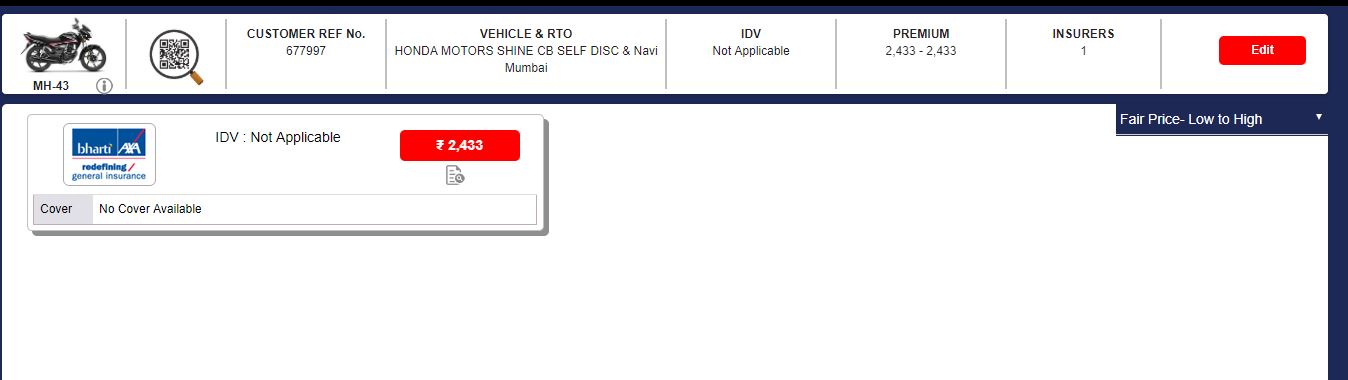 MH-43
CUSTOMER REF No.
677997
VEHICLE & RTO
HONDA MOTORS SHINE CB SELF DISC & Navi
Mumbai
IDV
Not Applicable
PREMIUM
2,433 - 2,433
INSURERS
1
Edit
Fair Price- Low to High
bharti AXA
redefining /
general insurance
IDV : Not Applicable
₹ 2,433
Cover No Cover Available